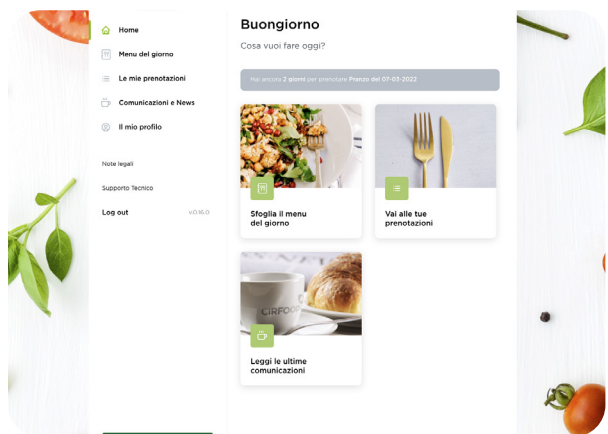 Home
Menu del giorno
Le mie prenotazioni
Comunicazioni e News
Il mio profilo
Note legali
Supporto Tecnico
Log out
v.0.16.0.
Buongiorno
Cosa vuoi fare oggi?
Hai ancora 2 giorni per prenotare Pranzo del 07-03-2022
Sfoglia il menu
del giorno
Vai alle tue
prenotazioni
CIRFOOD
Leggi le ultime
comunicazioni